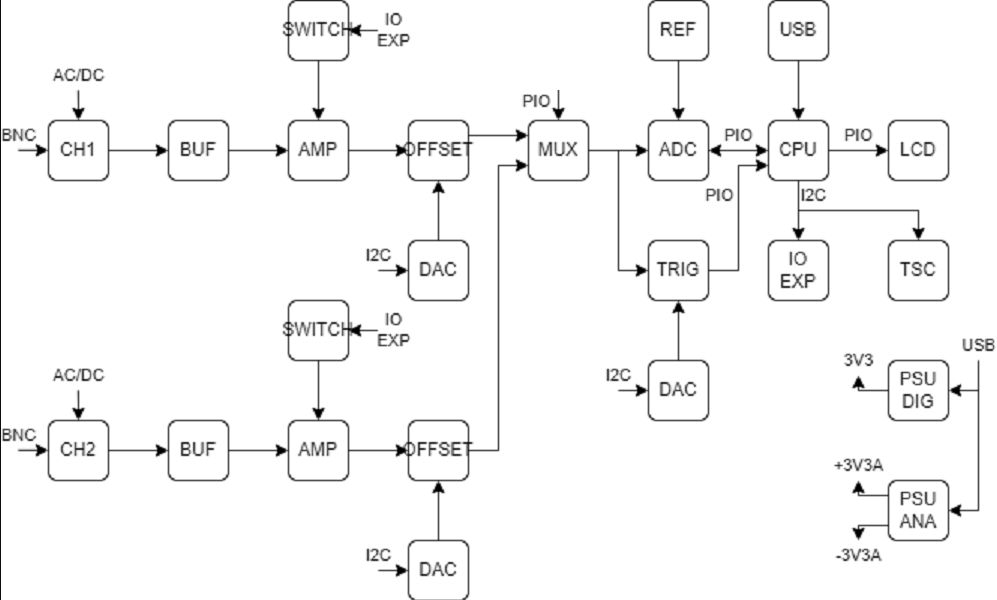 SWITCH
IO
EXP
REF
USB
AC/DC
BNC
CH1
BUF
AMP
OFFSET
PIO
MUX
ADC
PIO
CPU
PIO
LCD
PIO
I2C
I2C
DAC
TRIG
IO
EXP
TSC
SWITCH
IO
EXP
USB
AC/DC
I2C
DAC
3V3
PSU
DIG
BNC
CH2
BUF
AMP
OFFSET
+3V3A
PSU
ANA
-3V3A
I2C
DAC